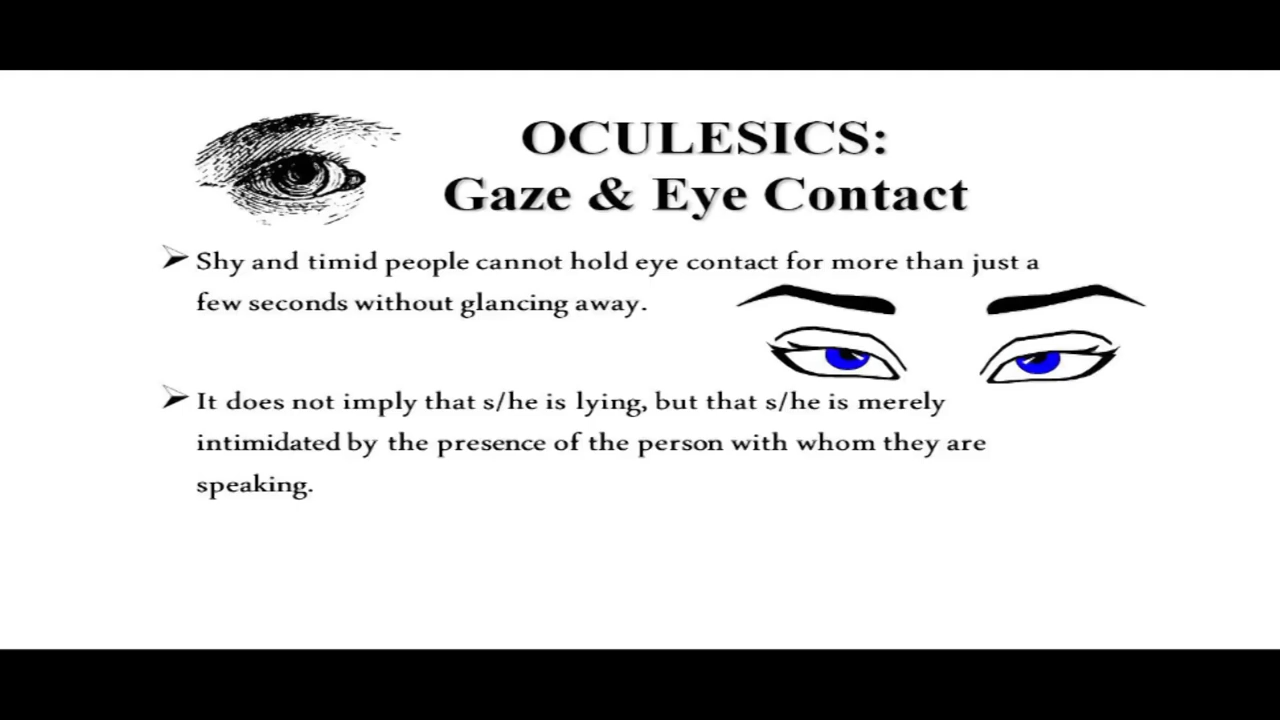 OCULESICS:
Gaze & Eye Contact
Shy and timid people cannot hold eye contact for more than just a
few seconds without glancing away.
It does not imply that s/he is lying, but that s/he is merely
intimidated by the presence of the person with whom they are
speaking.